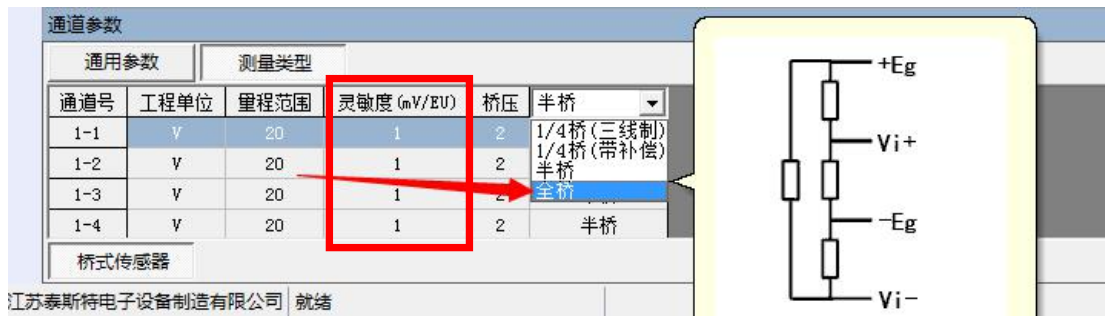 通道参数
通用参数 测量类型
通道号 工程单位 量程范围 灵敏度(mV/EU) 桥压 半桥
1-1 V 20 1 2
1-2 V 20 1 2
1-3 V 20 1 2
1-4 V 20 1 2 半桥
1/4桥(三线制)
1/4桥(带补偿)
半桥
全桥
桥式传感器
江苏泰斯特电子设备制造有限公司 就绪
+Eg
Vi+
-Eg
Vi-